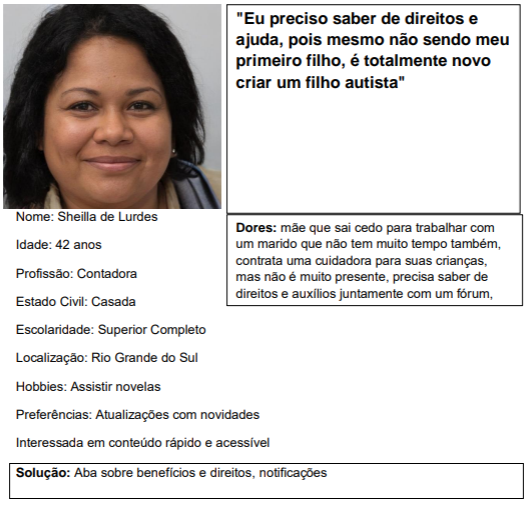 "Eu preciso saber de direitos e
ajuda, pois mesmo não sendo meu
primeiro filho, é totalmente novo
criar um filho autista"
Nome: Sheilla de Lurdes
Idade: 42 anos
Profissão: Contadora
Estado Civil: Casada
Escolaridade: Superior Completo
Localização: Rio Grande do Sul
Hobbies: Assistir novelas
Preferências: Atualizações com novidades
Interessada em conteúdo rápido e acessível
Dores: mãe que sai cedo para trabalhar com
um marido que não tem muito tempo também,
contrata uma cuidadora para suas crianças,
mas não é muito presente, precisa saber de
direitos e auxílios juntamente com um fórum,
Solução: Aba sobre benefícios e direitos, notificações